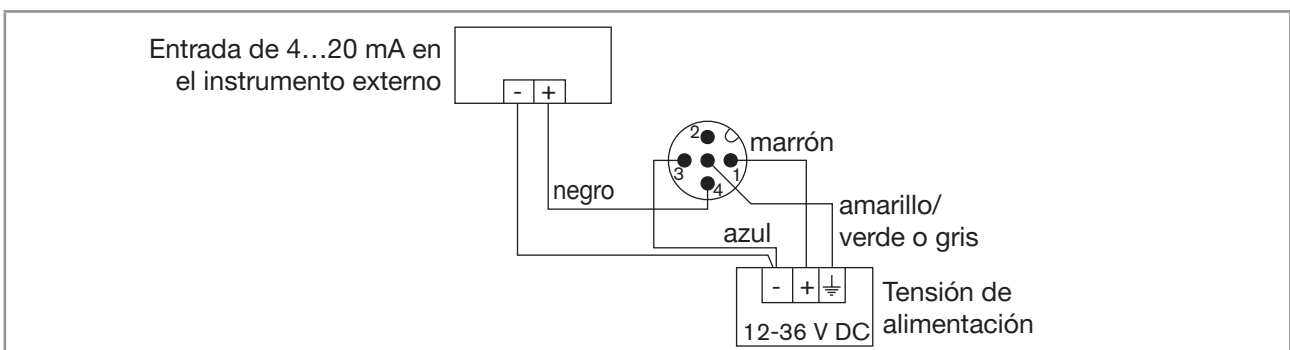 Entrada de 4…20 mA en
el instrumento externo
- +
2
marrón
3
1
4
negro
amarillo/
verde o gris
azul
- +
Tensión de
alimentación
12-36 V DC